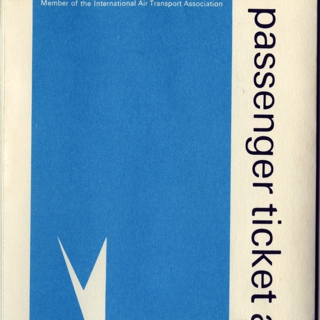 Member of the International Air Transport Association
passenger ticket a